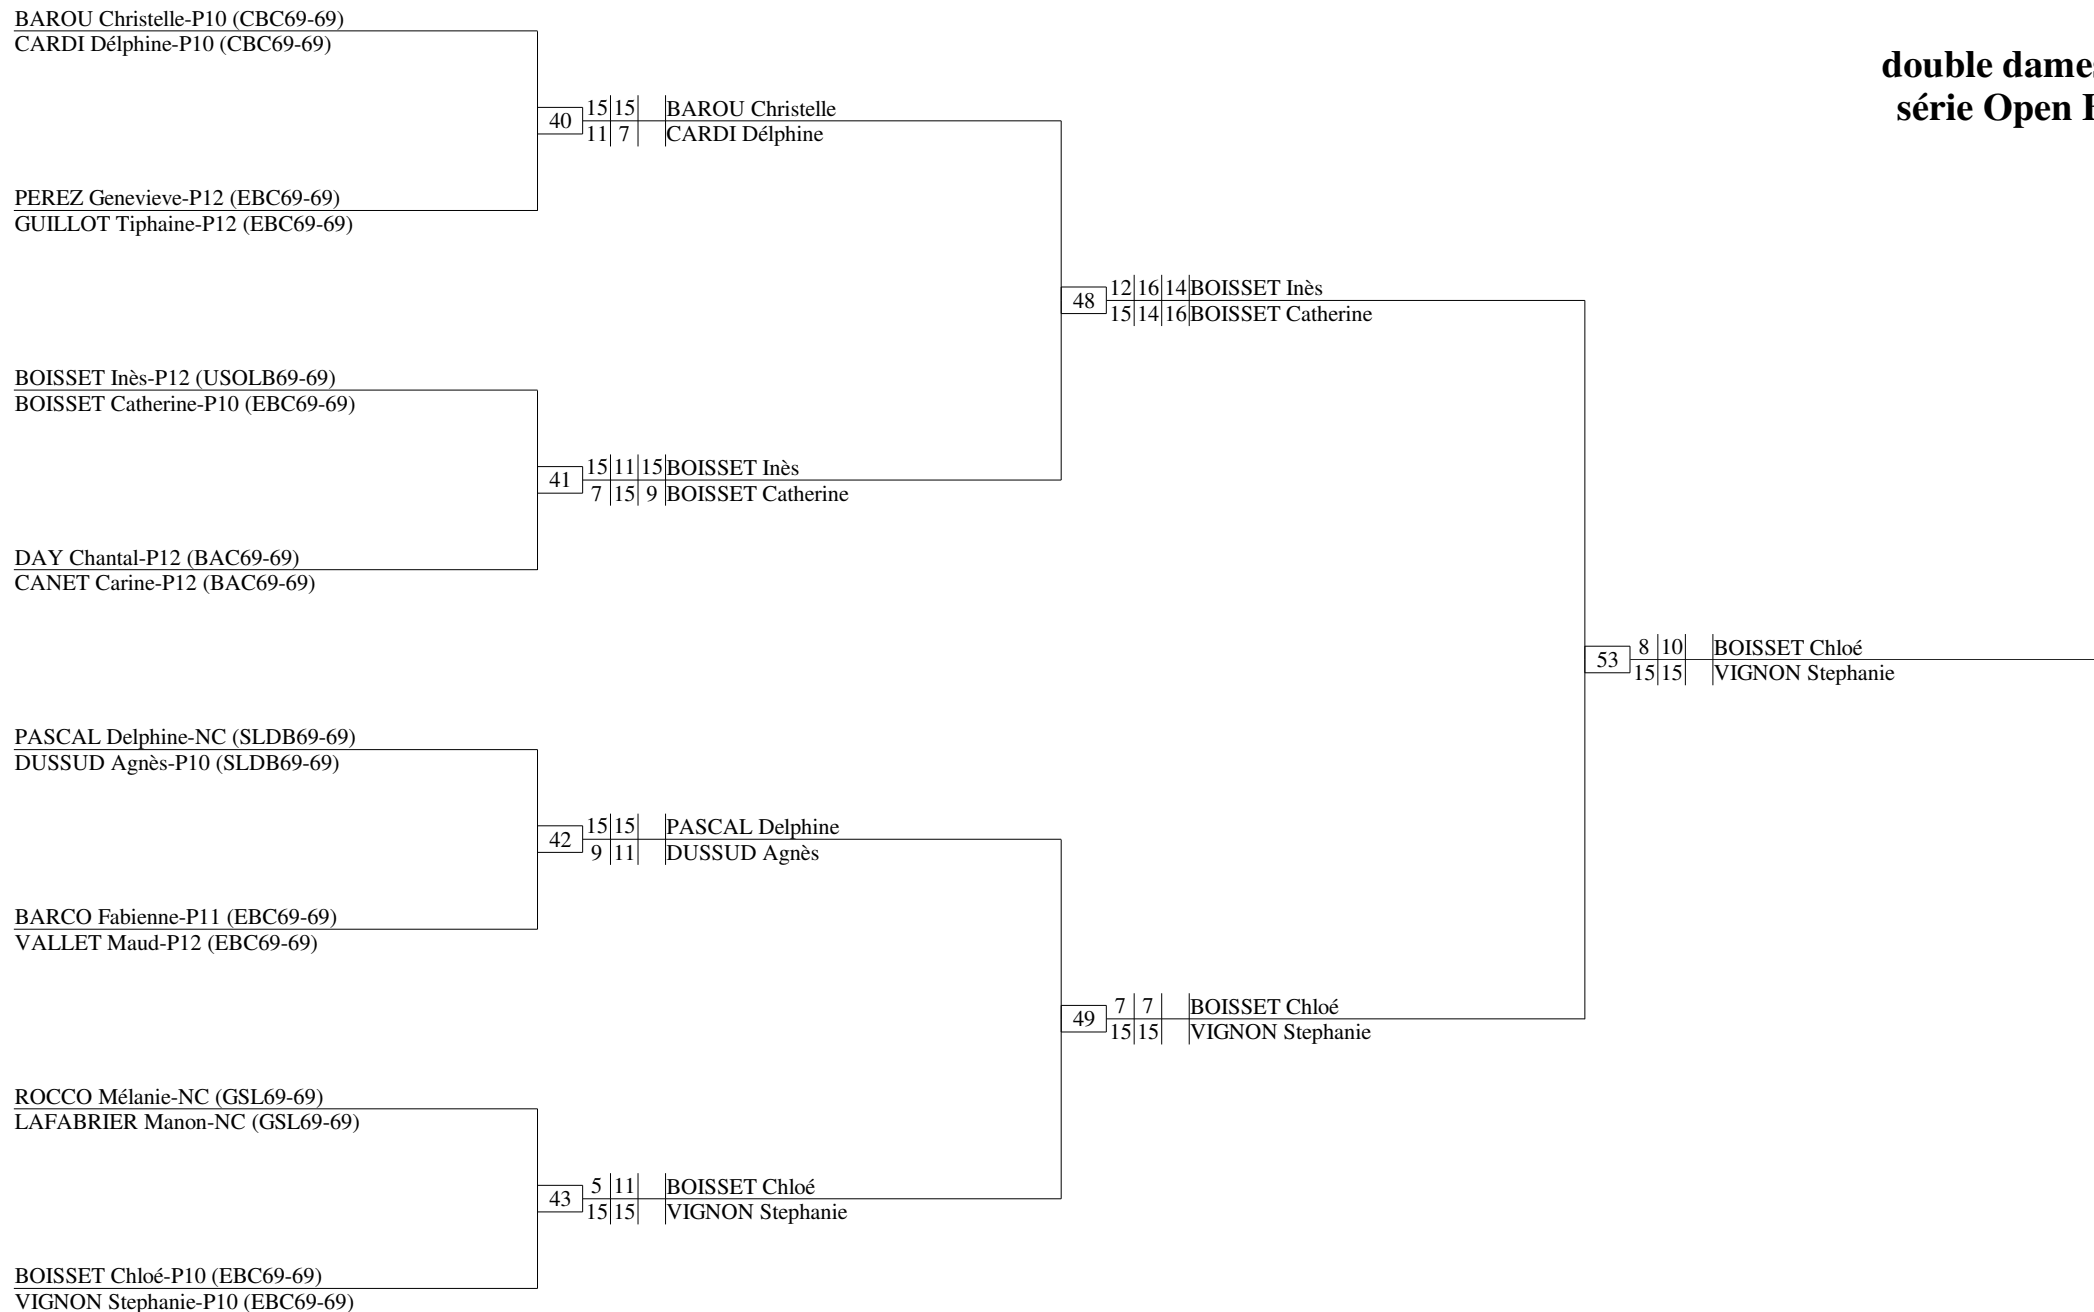 BAROU Christelle-P10 (CBC69-69)
CARDI Délphine-P10 (CBC69-69)
double dames
série Open
40
15 15
11 7
BAROU Christelle
CARDI Délphine
PEREZ Genevieve-P12 (EBC69-69)
GUILLOT Tiphaine-P12 (EBC69-69)
48
12 16 14
15 14 16
BOISSET Inès
BOISSET Catherine
BOISSET Inès-P12 (USOLB69-69)
BOISSET Catherine-P10 (EBC69-69)
41
15 11 15
7 15 9
BOISSET Inès
BOISSET Catherine
DAY Chantal-P12 (BAC69-69)
CANET Carine-P12 (BAC69-69)
53
8 10
15 15
BOISSET Chloé
VIGNON Stephanie
PASCAL Delphine-NC (SLDB69-69)
DUSSUD Agnès-P10 (SLDB69-69)
42
15 15
9 11
PASCAL Delphine
DUSSUD Agnès
BARCO Fabienne-P11 (EBC69-69)
VALLET Maud-P12 (EBC69-69)
49
7 7
15 15
BOISSET Chloé
VIGNON Stephanie
ROCCO Mélanie-NC (GSL69-69)
LAFABRIER Manon-NC (GSL69-69)
43
5 11
15 15
BOISSET Chloé
VIGNON Stephanie
BOISSET Chloé-P10 (EBC69-69)
VIGNON Stephanie-P10 (EBC69-69)